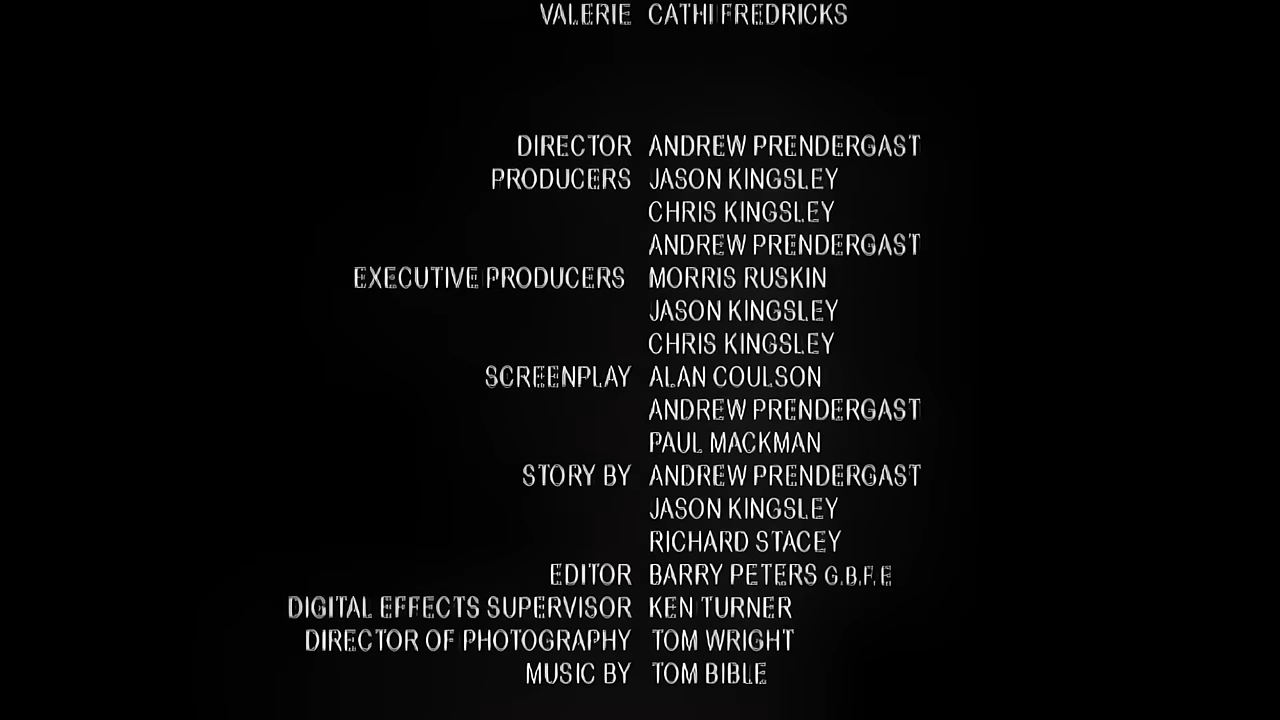 VALERIE CATHI FREDRICKS
DIRECTOR ANDREW PRENDERGAST
PRODUCERS JASON KINGSLEY
CHRIS KINGSLEY
ANDREW PRENDERGAST
EXECUTIVE PRODUCERS MORRIS RUSKIN
JASON KINGSLEY
CHRIS KINGSLEY
SCREENPLAY ALAN COULSON
ANDREW PRENDERGAST
PAUL MACKMAN
STORY BY ANDREW PRENDERGAST
JASON KINGSLEY
RICHARD STACEY
EDITOR BARRY PETERS G.B.F.E
DIGITAL EFFECTS SUPERVISOR KEN TURNER
DIRECTOR OF PHOTOGRAPHY TOM WRIGHT
MUSIC BY TOM BIBLE